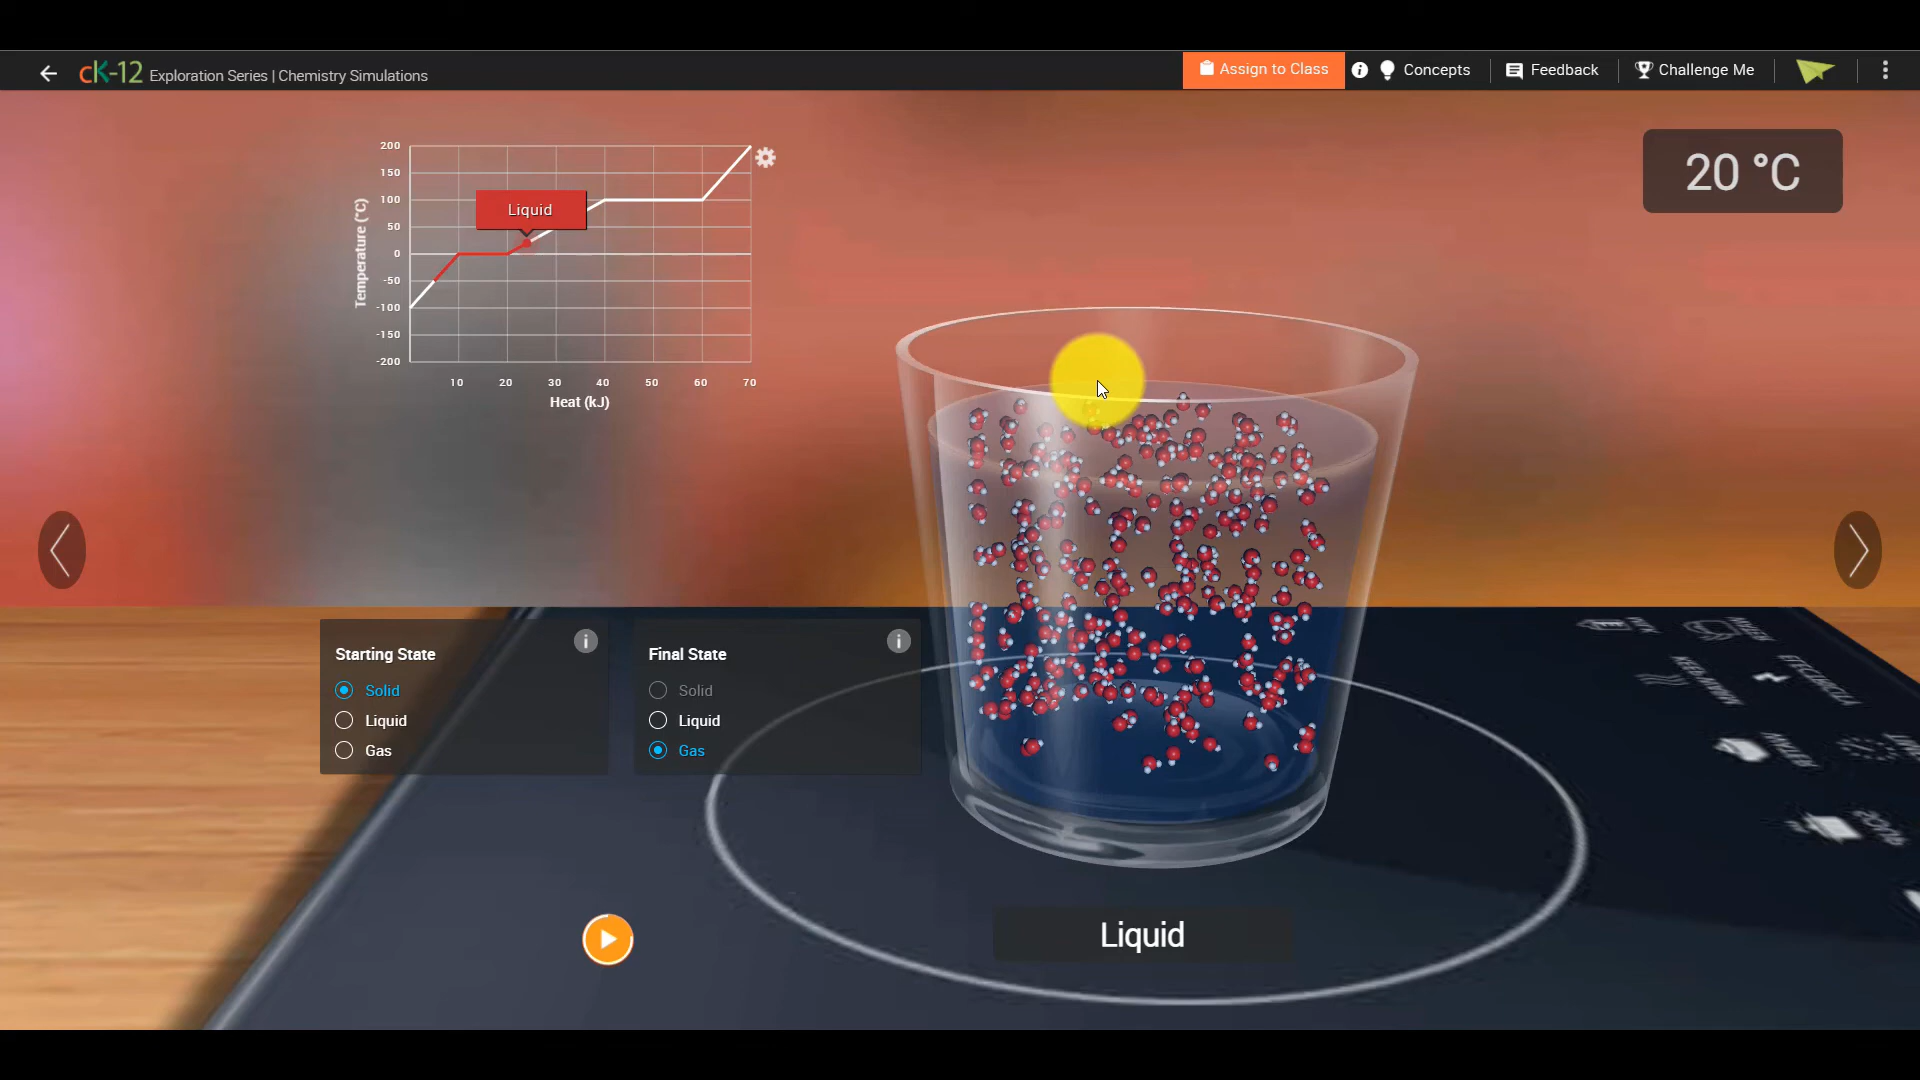 cK-12 Exploration Series | Chemistry Simulations
Assign to Class
Concepts
Feedback
Challenge Me
20 °C
Temperature (°C)
200
150
100
50
0
-50
-100
-150
-200
Liquid
10 20 30 40 50 60 70
Heat (kJ)
Starting State
Solid
Liquid
Gas
Final State
Solid
Liquid
Gas
Liquid